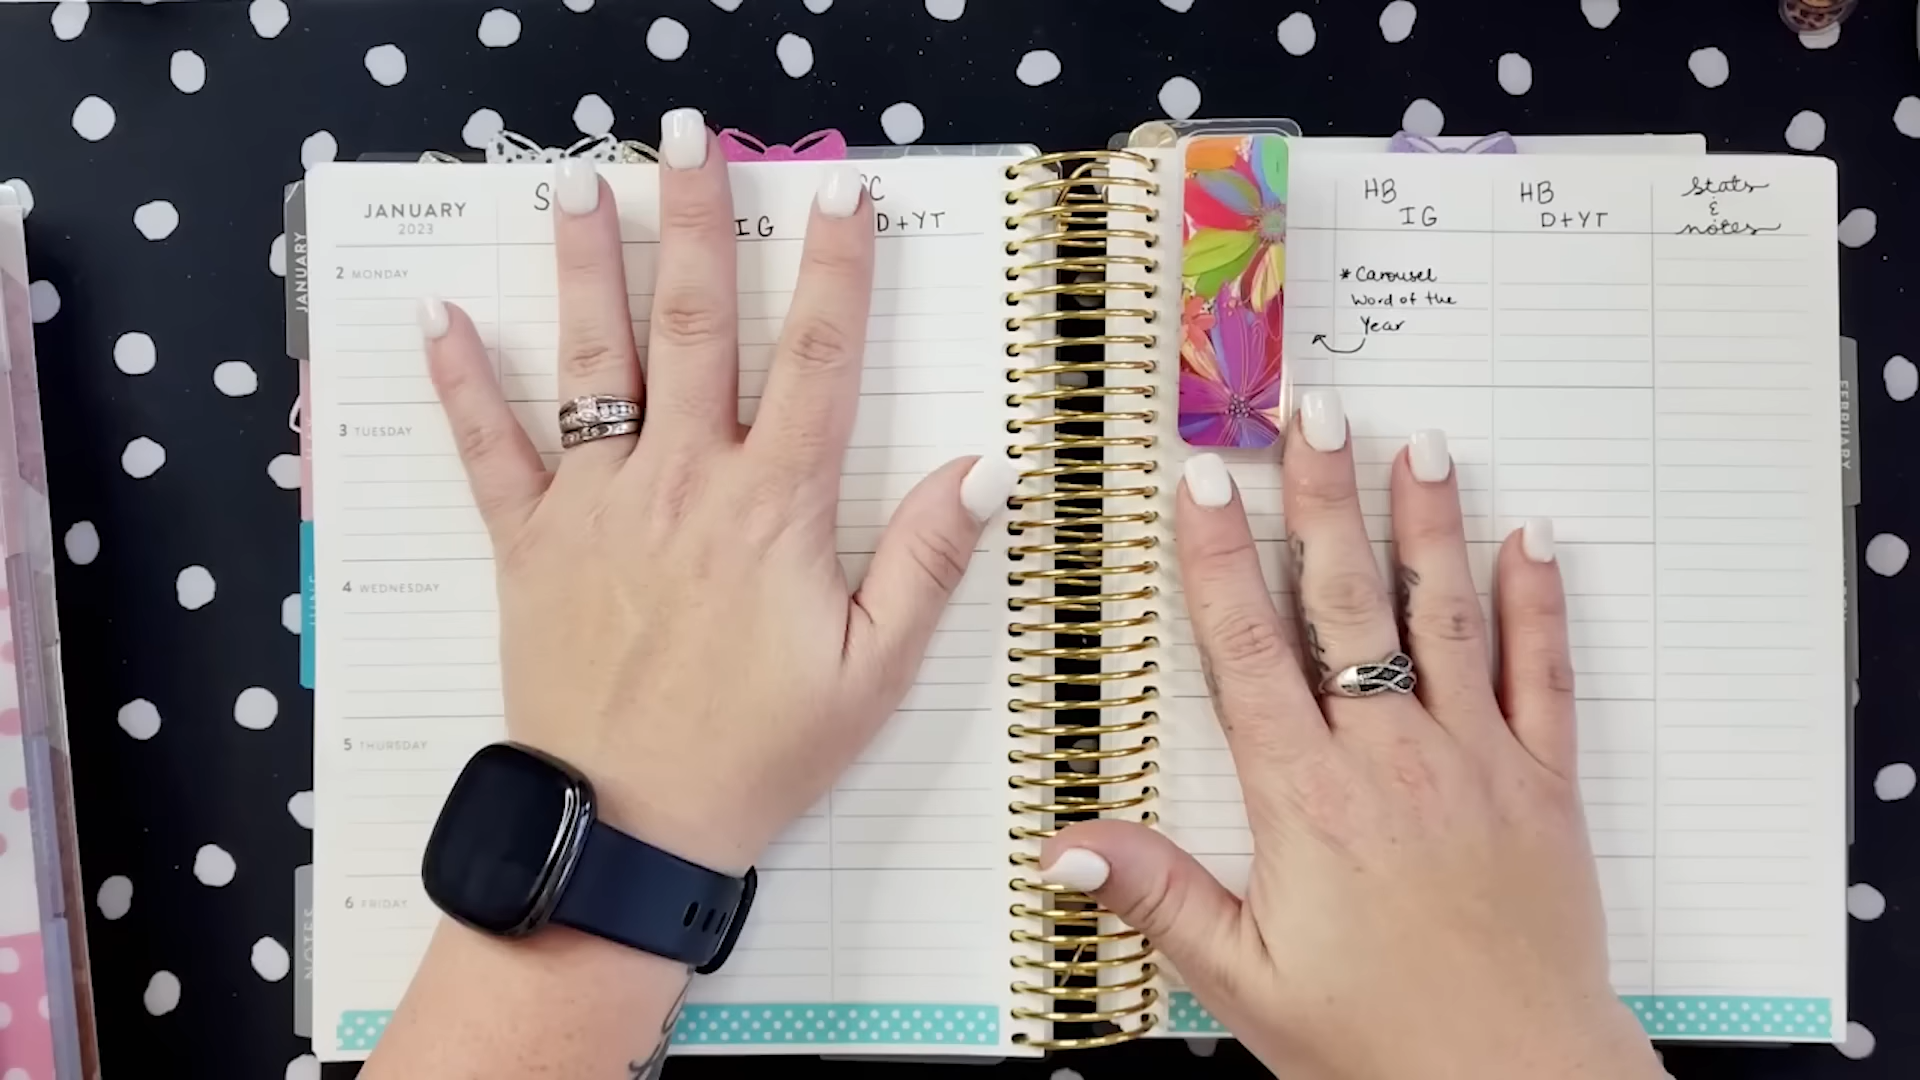 JANUARY
2023
IG
D+YT
2 MONDAY
3 TUESDAY
4 WEDNESDAY
5 THURSDAY
6 FRIDAY
JANUARY
JUNE
NOTES
HB
IG
HB
D+YT
Stats
&
notes
* Carousel
Word of the
Year
FEBRUARY